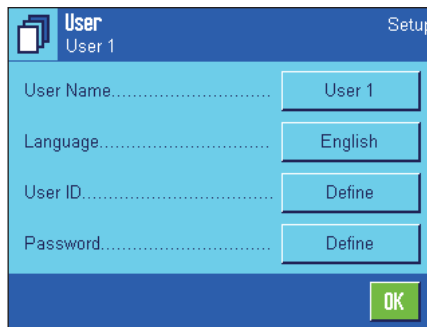 User
Setup
User 1
User Name............................ User 1
Language.............................. English
User ID................................. Define
Password.............................. Define
OK